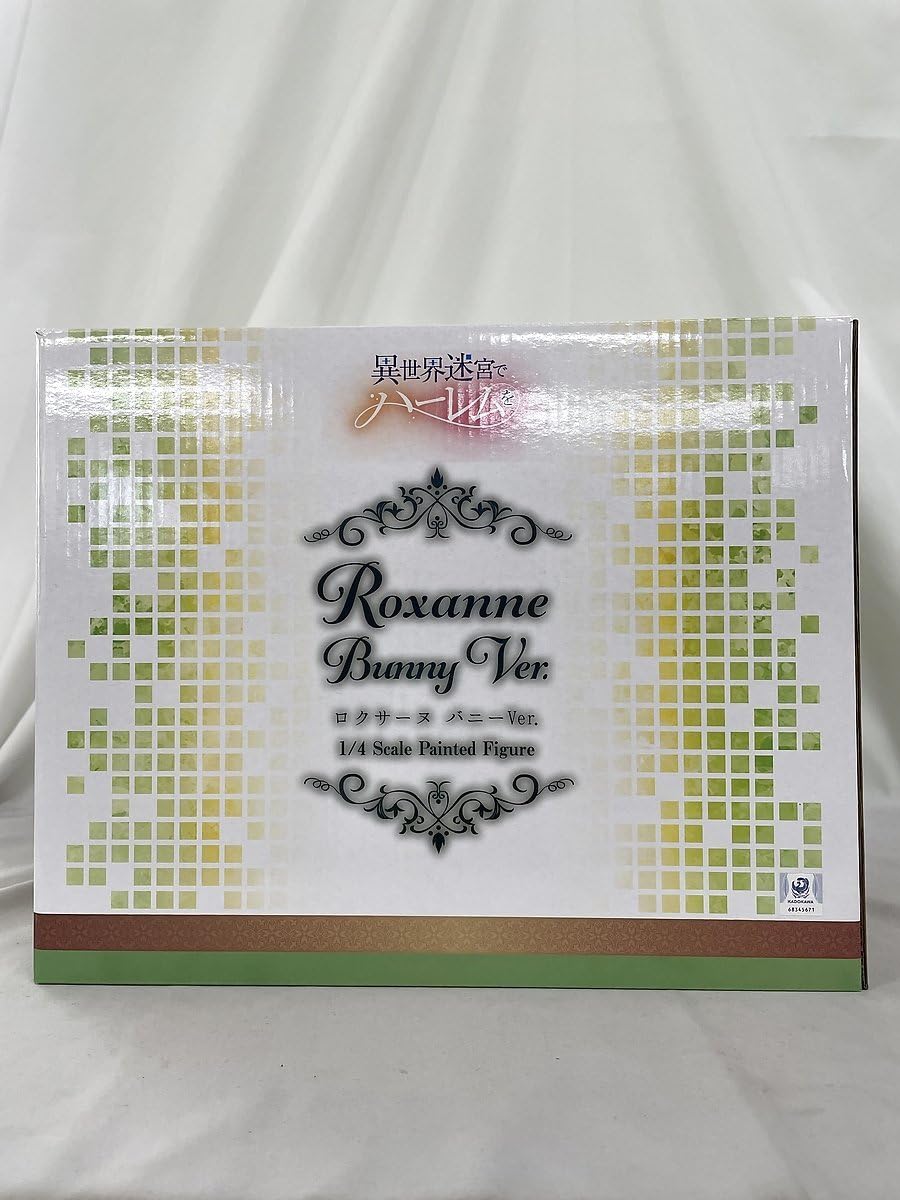 異世界迷宮で
ハーレムを
Roxanne
Bunny Ver.
ロクサーヌ バニーVer.
1/4 Scale Painted Figure
KADOKAWA
68345671